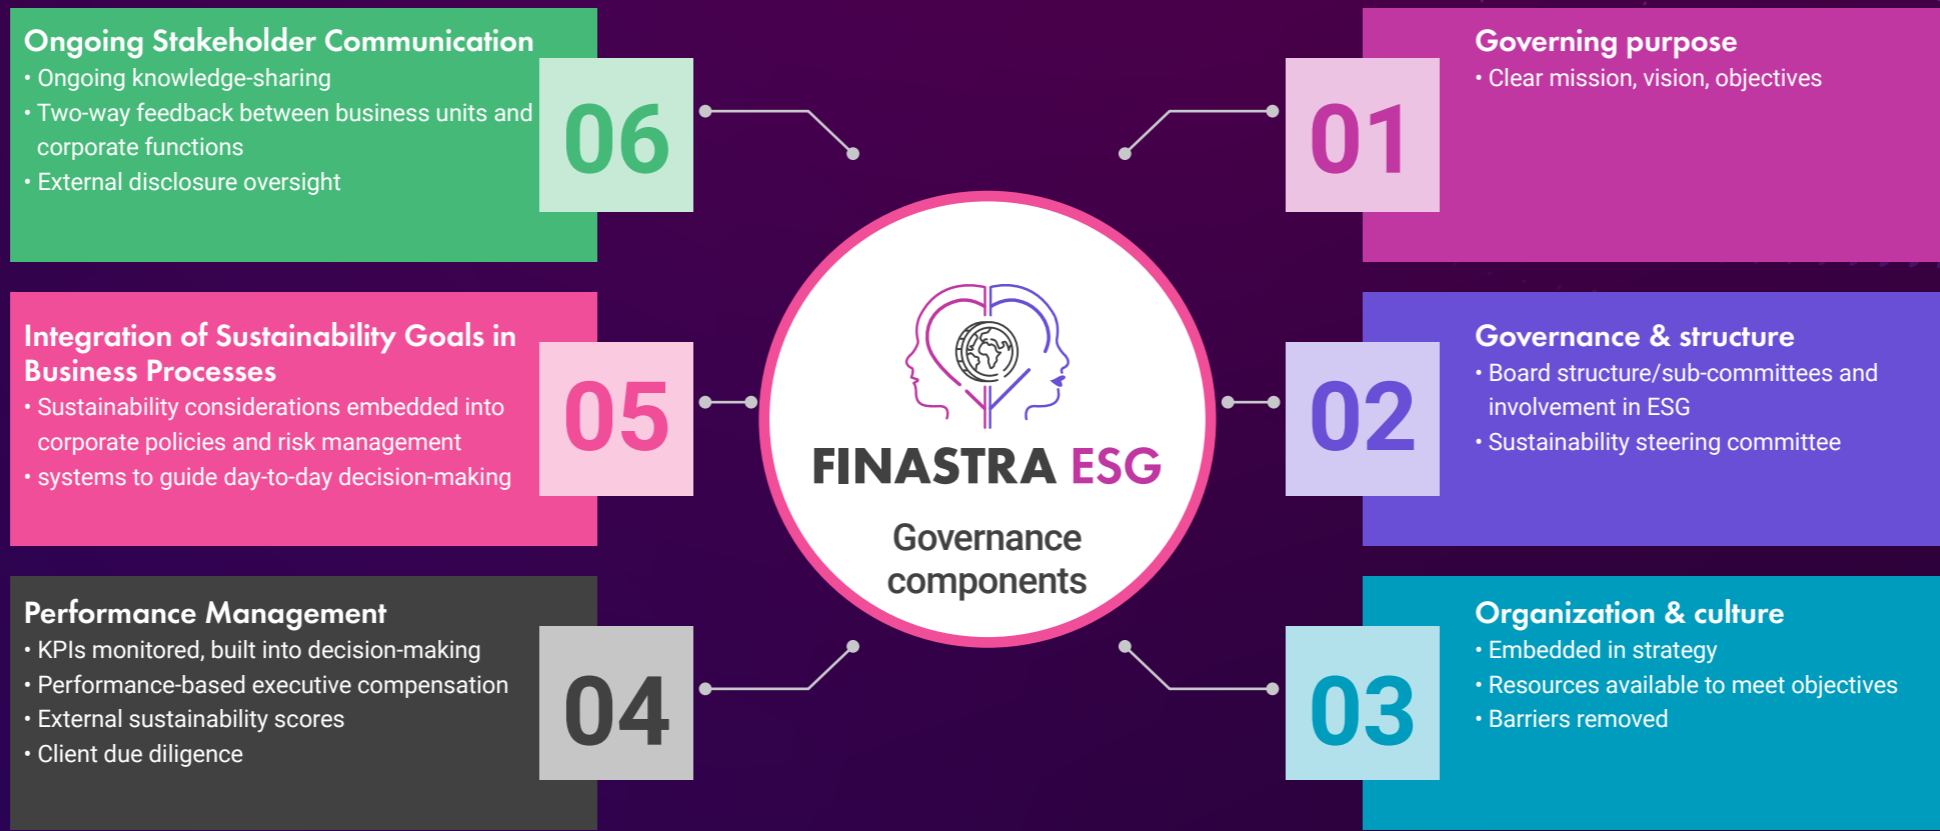 Ongoing Stakeholder Communication
• Ongoing knowledge-sharing
• Two-way feedback between business units and
corporate functions
• External disclosure oversight
06
Integration of Sustainability Goals in
Business Processes
• Sustainability considerations embedded into
corporate policies and risk management
• systems to guide day-to-day decision-making
05
Performance Management
• KPIs monitored, built into decision-making
• Performance-based executive compensation
• External sustainability scores
• Client due diligence
04
FINASTRA ESG
Governance
components
01
Governing purpose
• Clear mission, vision, objectives
02
Governance & structure
• Board structure/sub-committees and
involvement in ESG
• Sustainability steering committee
03
Organization & culture
• Embedded in strategy
• Resources available to meet objectives
• Barriers removed